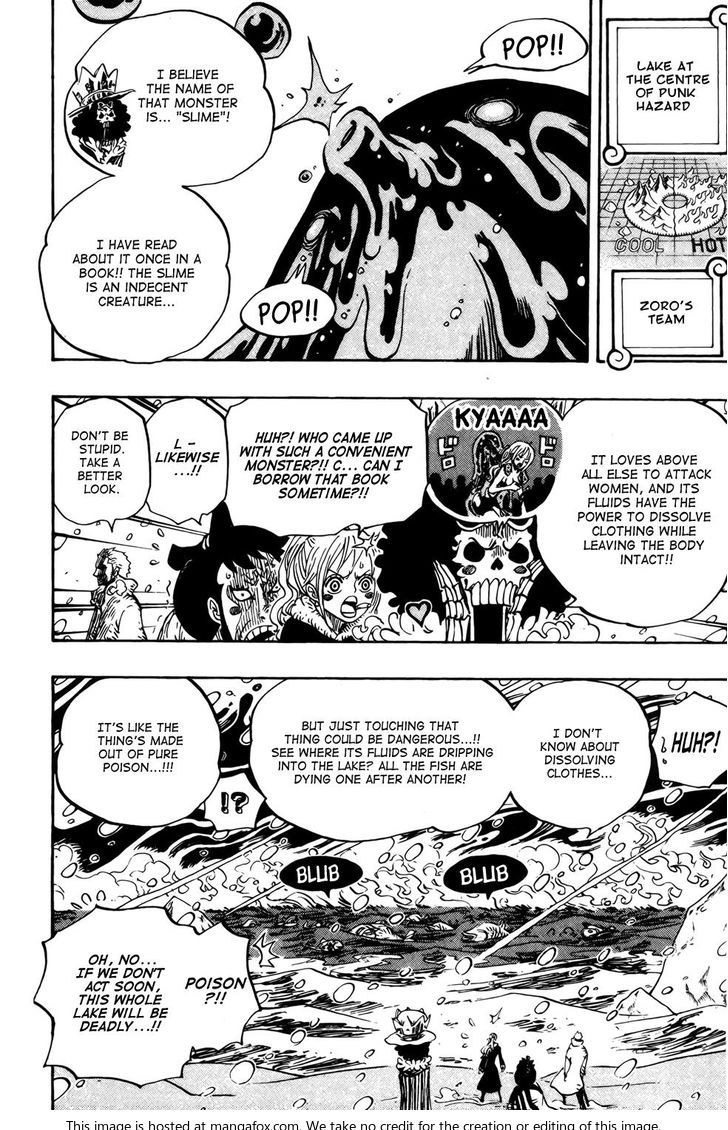 LAKE AT
THE CENTRE
OF PUNK
HAZARD
COOL HOT
ZORO'S
TEAM
POP!!
I BELIEVE
THE NAME OF
THAT MONSTER
IS... "SLIME"!
I HAVE READ
ABOUT IT ONCE IN A
BOOK!! THE SLIME
IS AN INDECENT
CREATURE...
POP!!
IT LOVES ABOVE
ALL ELSE TO ATTACK
WOMEN, AND ITS
FLUIDS HAVE THE
POWER TO DISSOLVE
CLOTHING WHILE
LEAVING THE BODY
INTACT!!
KYAAAA
ドロ
ドロ
HUH?! WHO CAME UP
WITH SUCH A CONVENIENT
MONSTER?!! C... CAN I
BORROW THAT BOOK
SOMETIME?!!
L -
LIKEWISE
...!!
DON'T BE
STUPID.
TAKE A
BETTER
LOOK.
HUH?!
I DON'T
KNOW ABOUT
DISSOLVING
CLOTHES...
BUT JUST TOUCHING THAT
THING COULD BE DANGEROUS...!!
SEE WHERE ITS FLUIDS ARE DRIPPING
INTO THE LAKE? ALL THE FISH ARE
DYING ONE AFTER ANOTHER!
!?
IT'S LIKE THE
THING'S MADE
OUT OF PURE
POISON...!!!
BLUB
BLUB
POISON
?!!
OH, NO...
IF WE DON'T
ACT SOON,
THIS WHOLE
LAKE WILL BE
DEADLY...!!
This image is hosted at mangafox.com. We take no credit for the creation or editing of this image.